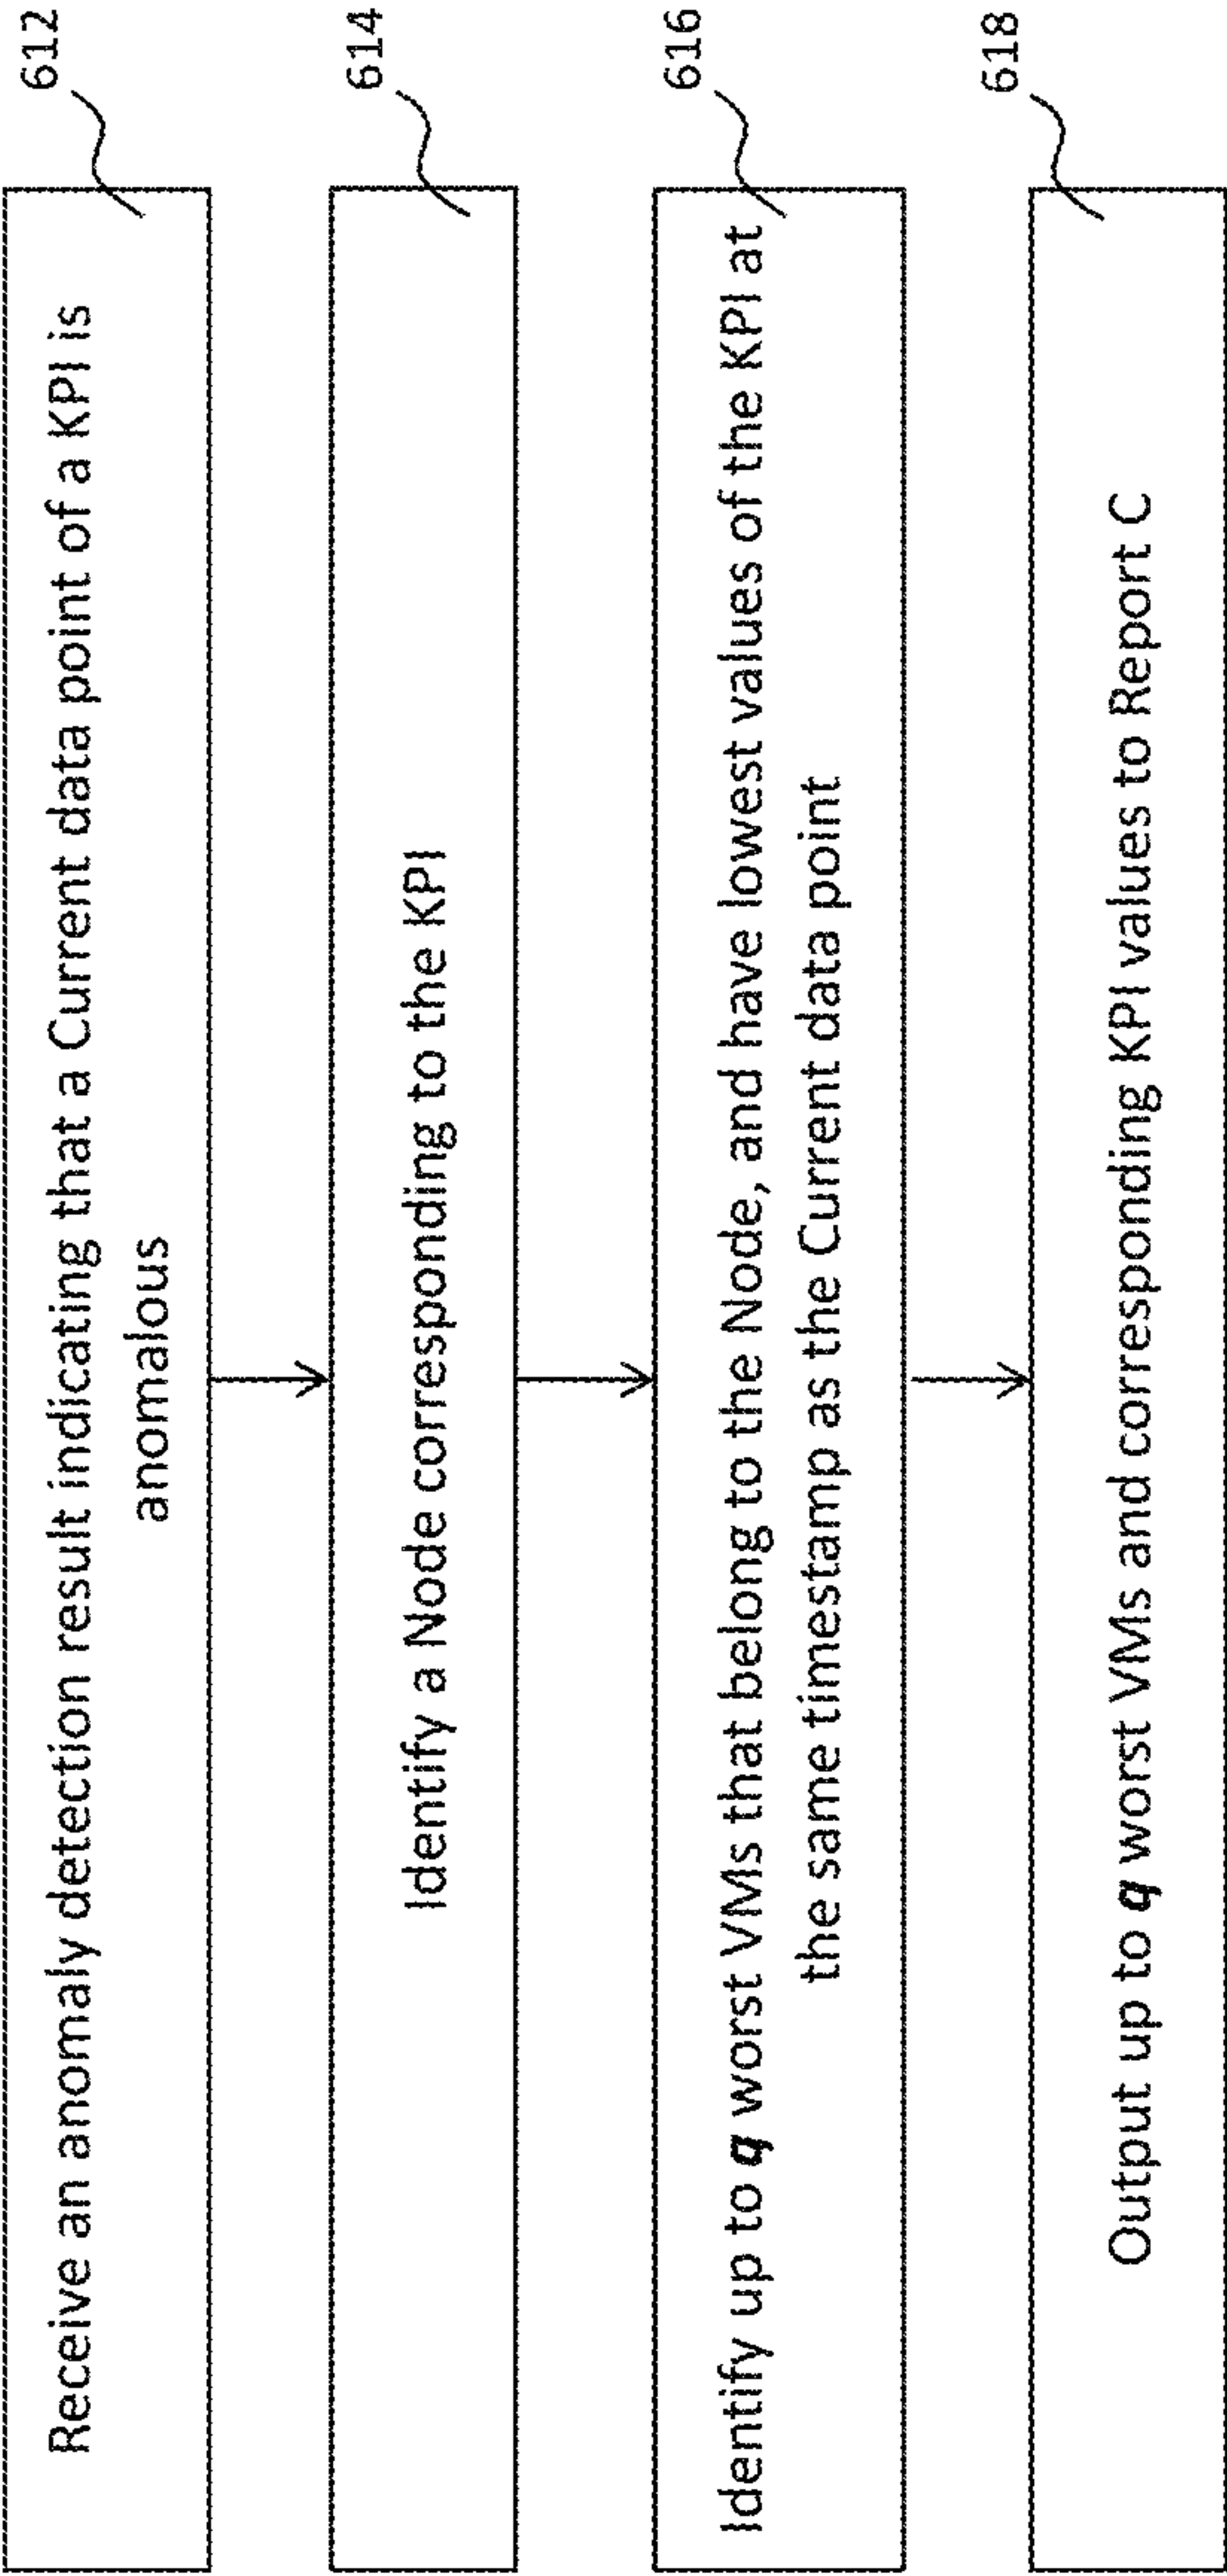 Receive an anomaly detection result indicating that a Current data point of a KPI is
anomalous
612
Identify a Node corresponding to the KPI
614
Identify up to q worst VMs that belong to the Node, and have lowest values of the KPI at
the same timestamp as the Current data point
616
Output up to q worst VMs and corresponding KPI values to Report C
618